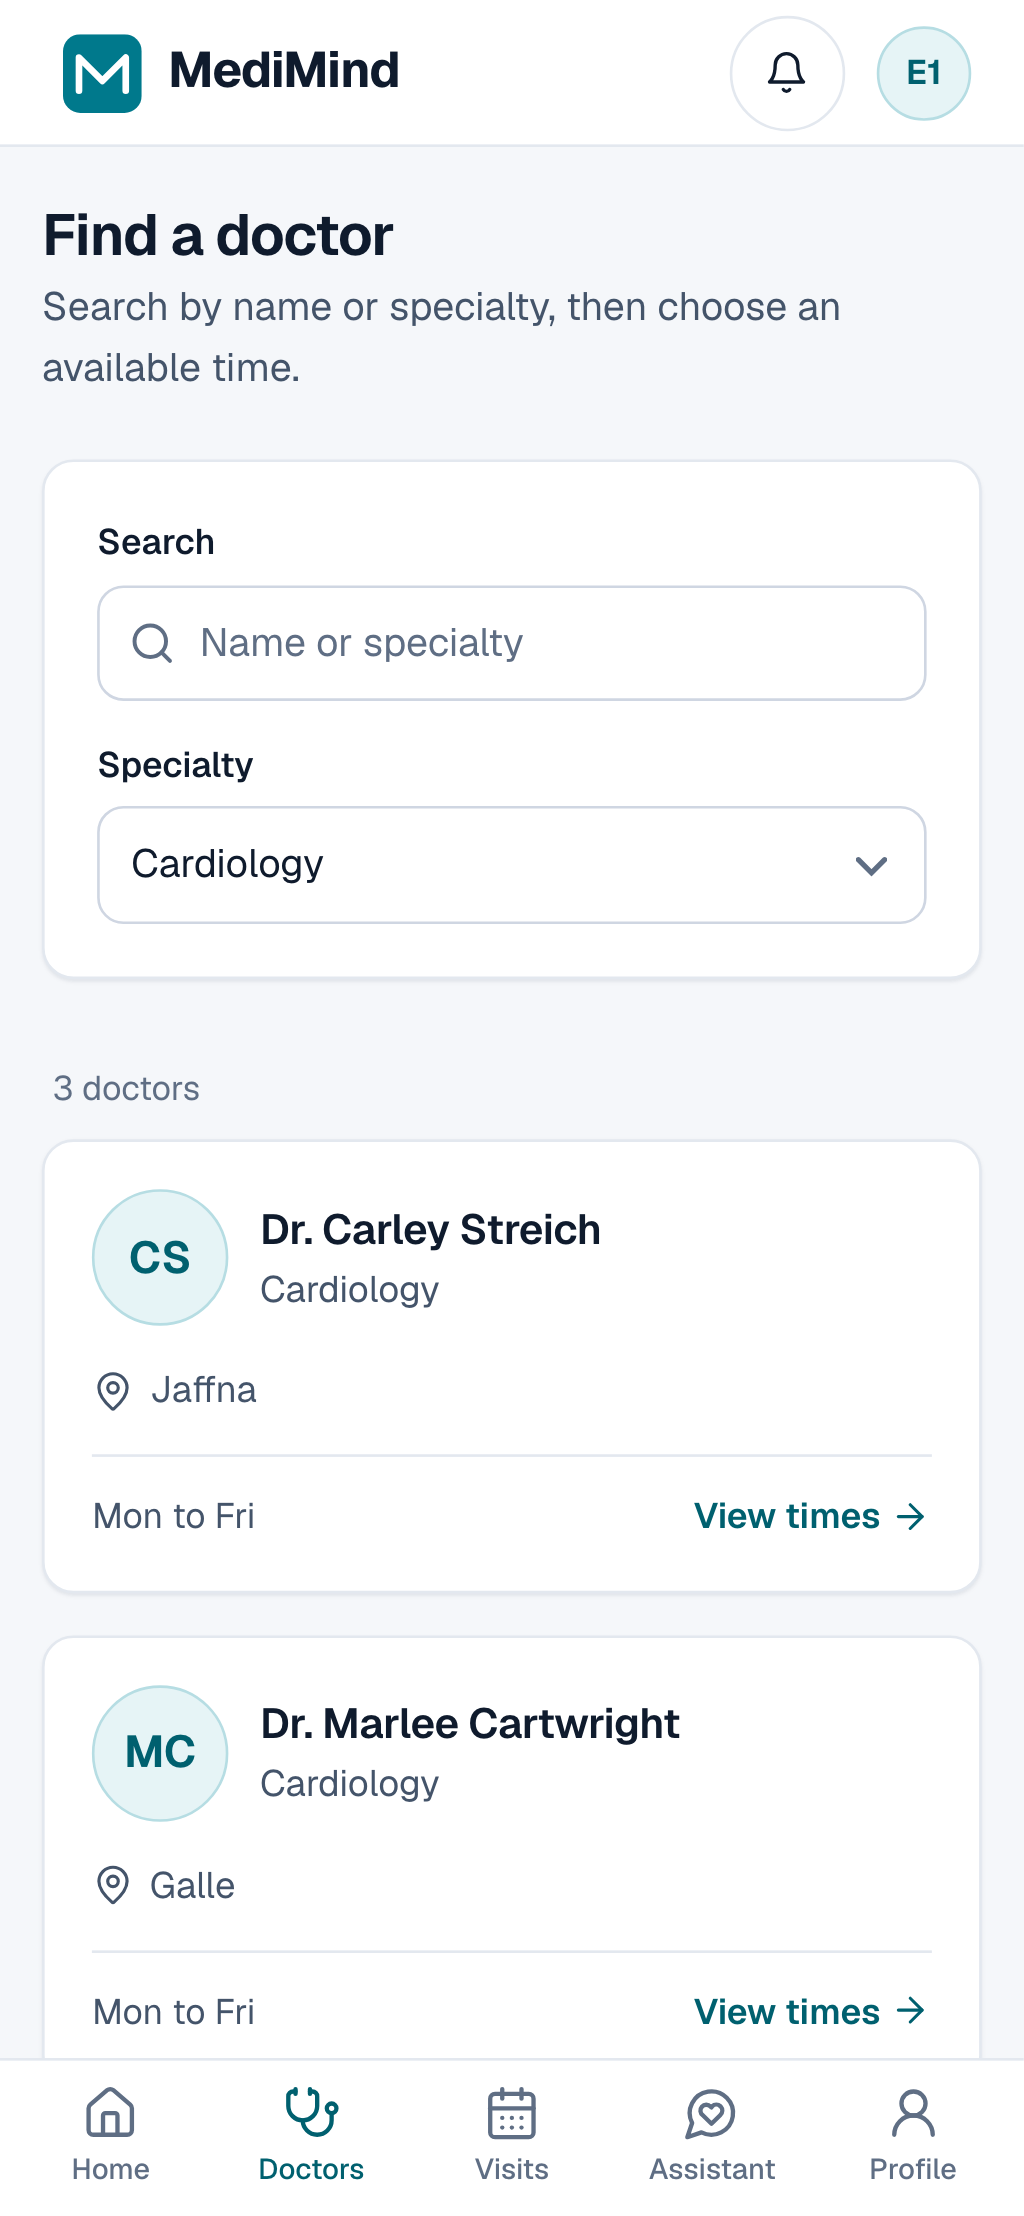 MediMind
E1
Find a doctor
Search by name or specialty, then choose an
available time.
Search
Name or specialty
Specialty
Cardiology
3 doctors
CS
Dr. Carley Streich
Cardiology
Jaffna
Mon to Fri
View times
MC
Dr. Marlee Cartwright
Cardiology
Galle
Mon to Fri
View times
Home
Doctors
Visits
Assistant
Profile